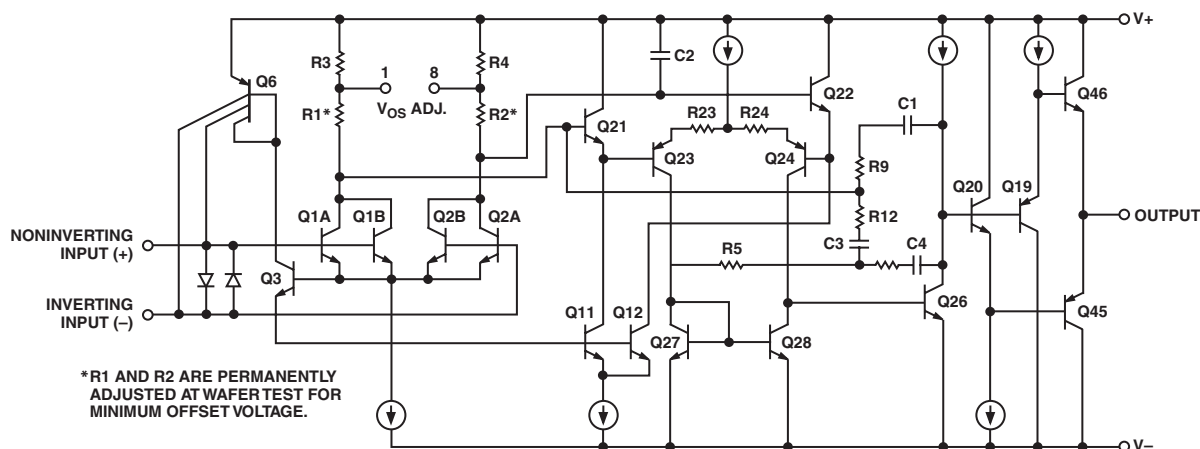 V+
Q6
R3
1
8
R4
C2
V_OS ADJ.
R1*
R2*
Q22
Q46
R23
R24
C1
Q21
Q23
Q24
R9
Q20
Q19
Q1A
Q1B
Q2B
Q2A
R12
OUTPUT
NONINVERTING
INPUT (+)
C3
C4
R5
Q3
INVERTING
INPUT (–)
Q11
Q12
Q26
Q45
Q27
Q28
*R1 AND R2 ARE PERMANENTLY
ADJUSTED AT WAFER TEST FOR
MINIMUM OFFSET VOLTAGE.
V–